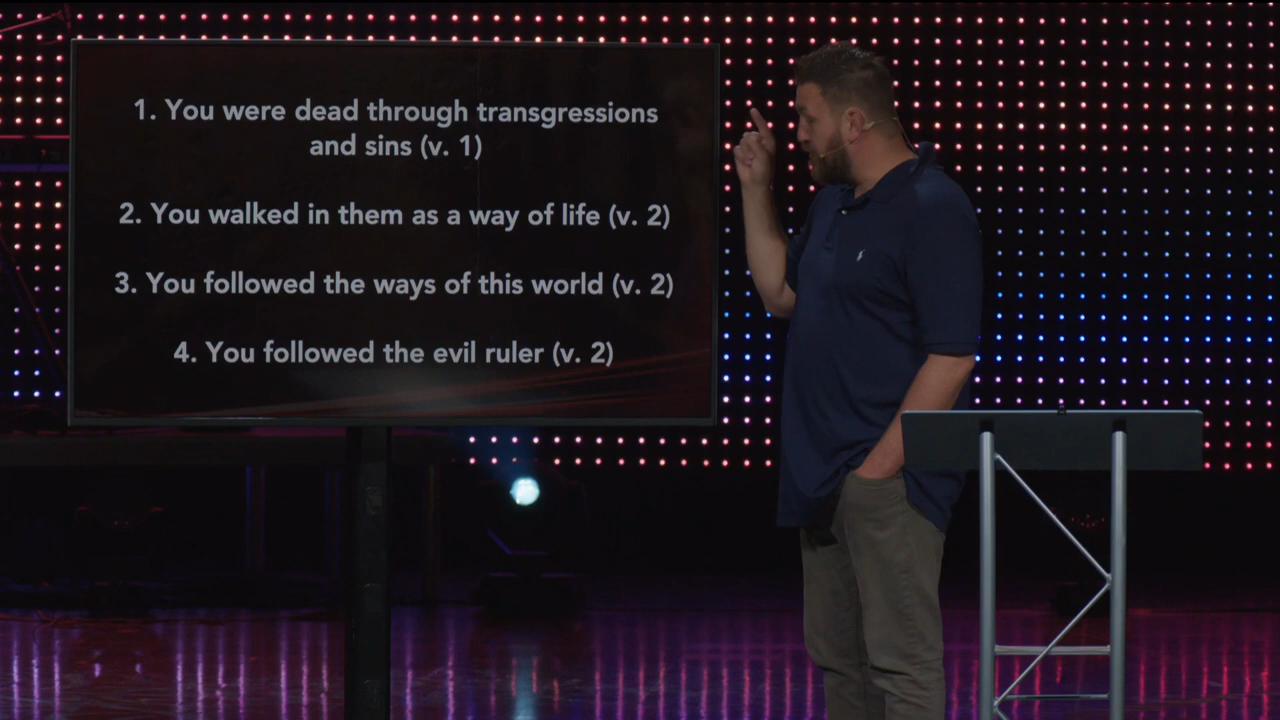 1. You were dead through transgressions
and sins (v. 1)
2. You walked in them as a way of life (v. 2)
3. You followed the ways of this world (v. 2)
4. You followed the evil ruler (v. 2)